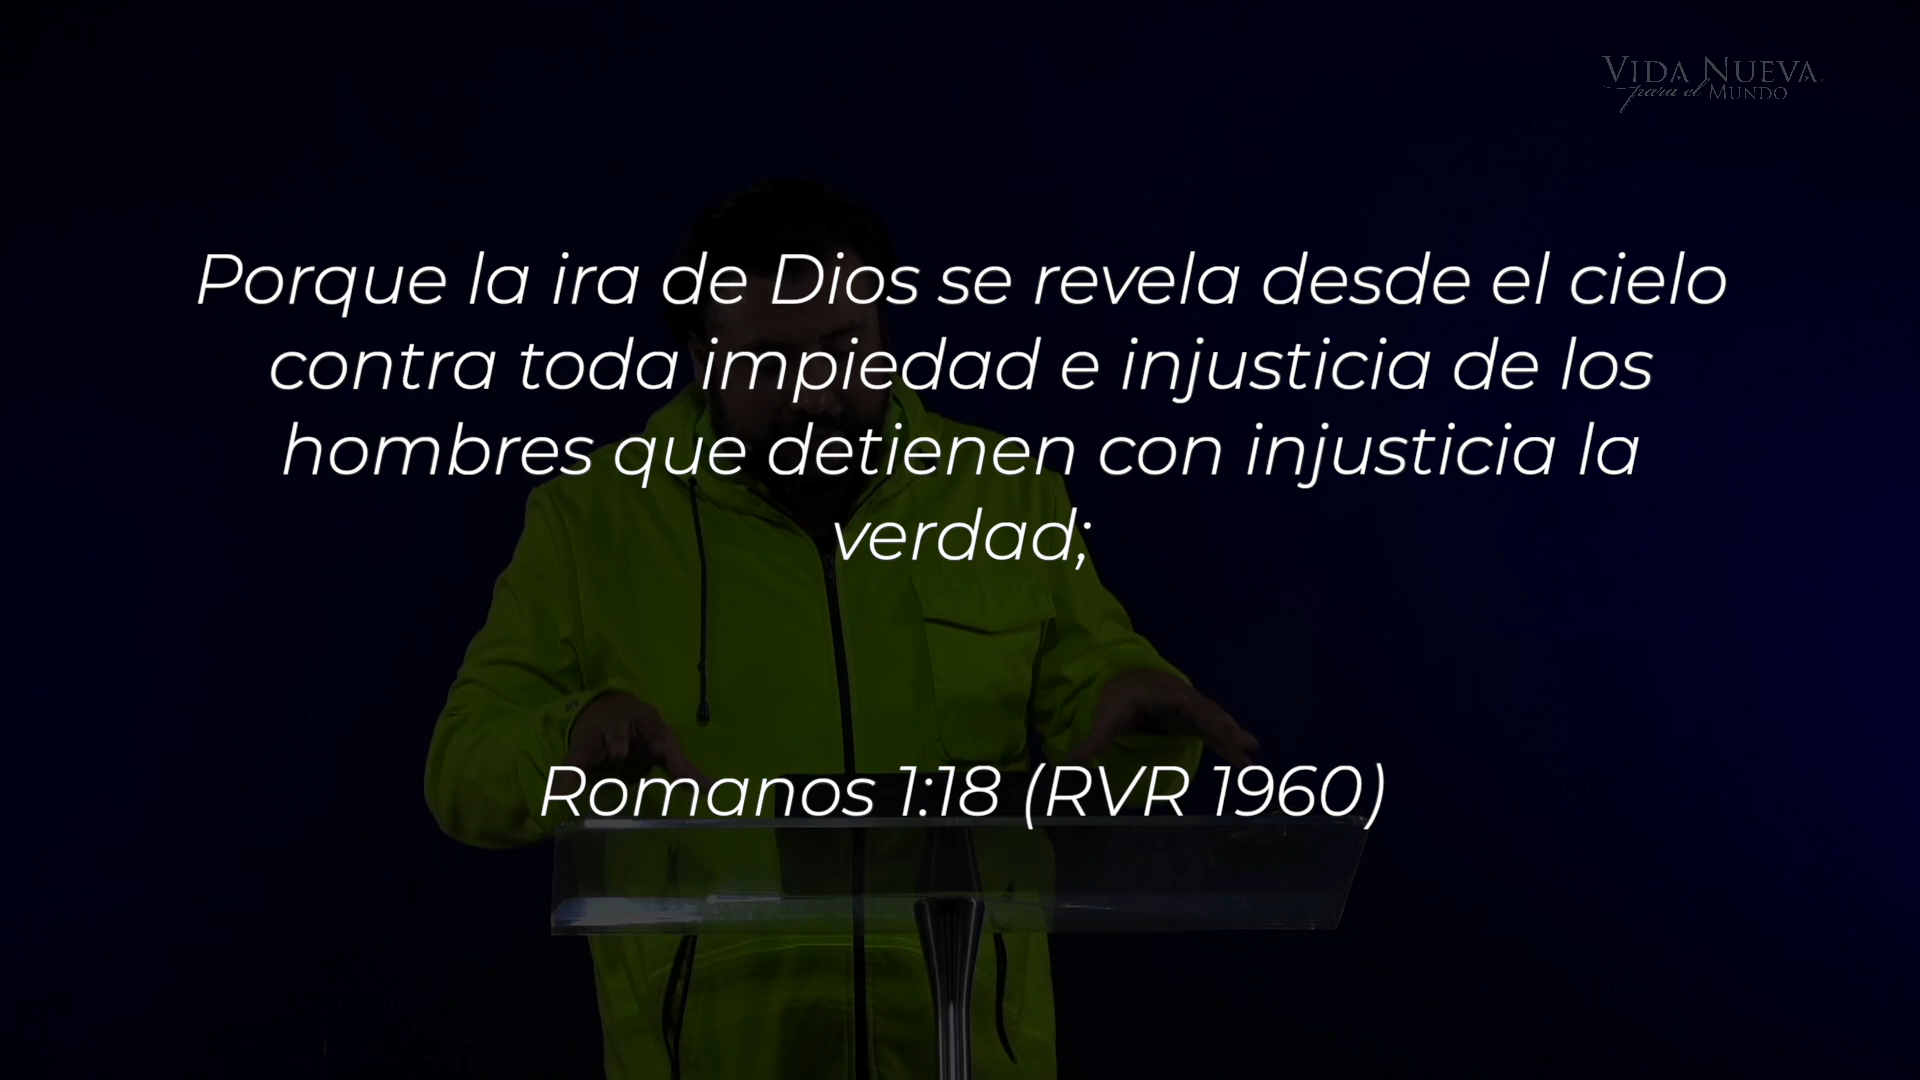 VIDA NUEVA
para el MUNDO
Porque la ira de Dios se revela desde el cielo
contra toda impiedad e injusticia de los
hombres que detienen con injusticia la
verdad;
Romanos 1:18 (RVR 1960)